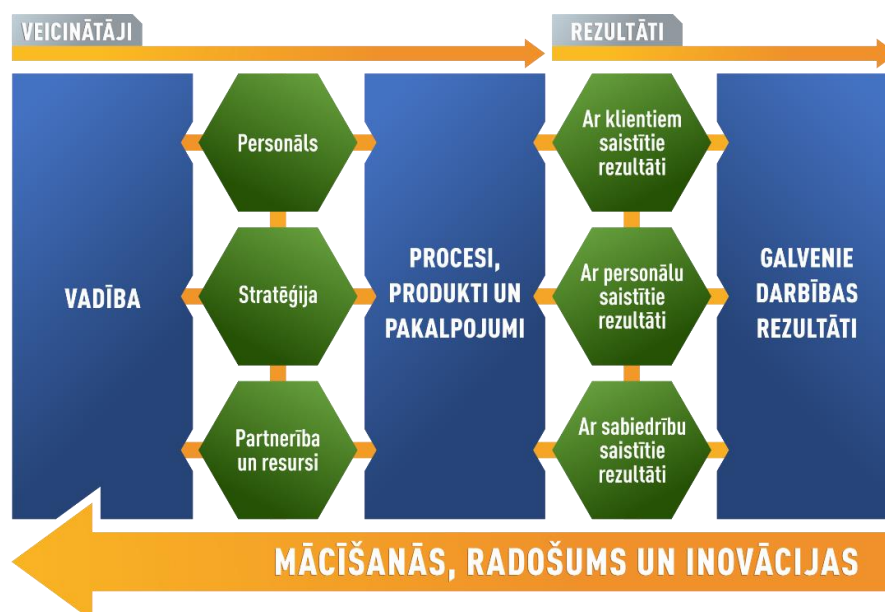 VEICINĀTĀJI
REZULTĀTI
VADĪBA
Personāls
Stratēģija
Partnerība
un resursi
PROCESI,
PRODUKTI UN
PAKALPOJUMI
Ar klientiem
saistītie
rezultāti
Ar personālu
saistītie
rezultāti
Ar sabiedrību
saistītie
rezultāti
GALVENIE
DARBĪBAS
REZULTĀTI
MĀCĪŠANĀS, RADOŠUMS UN INOVĀCIJAS